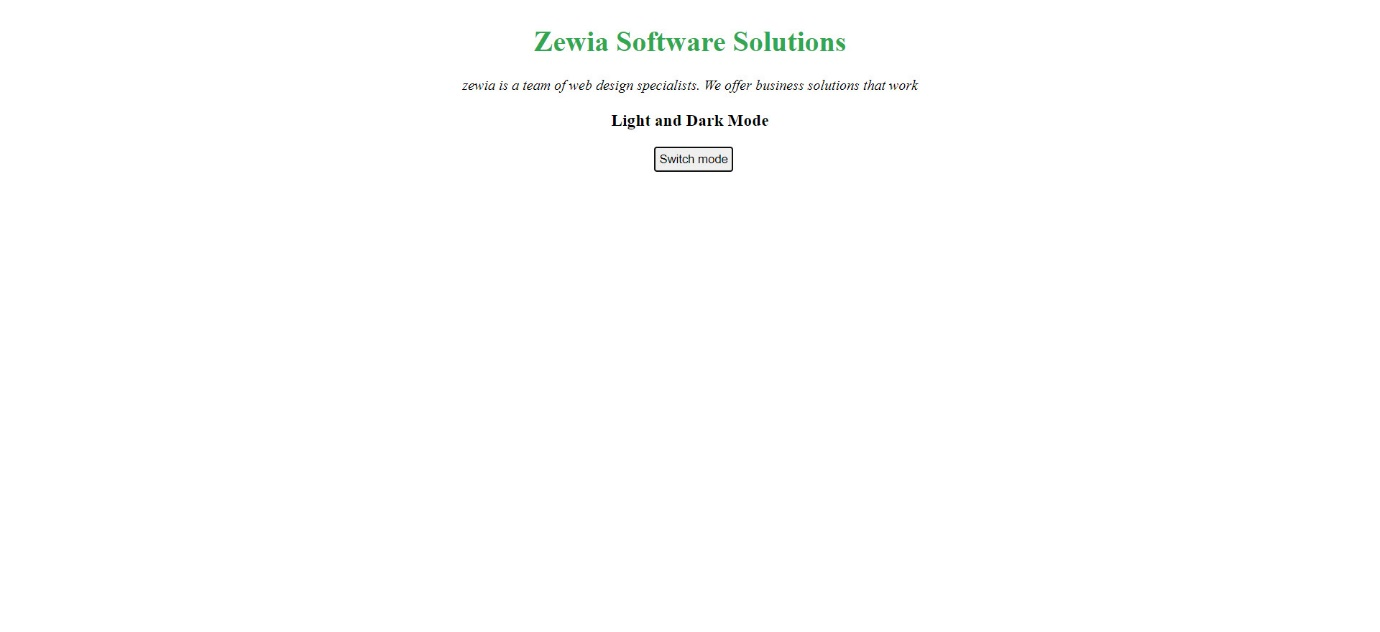 Zewia Software Solutions
zewia is a team of web design specialists. We offer business solutions that work
Light and Dark Mode
Switch mode